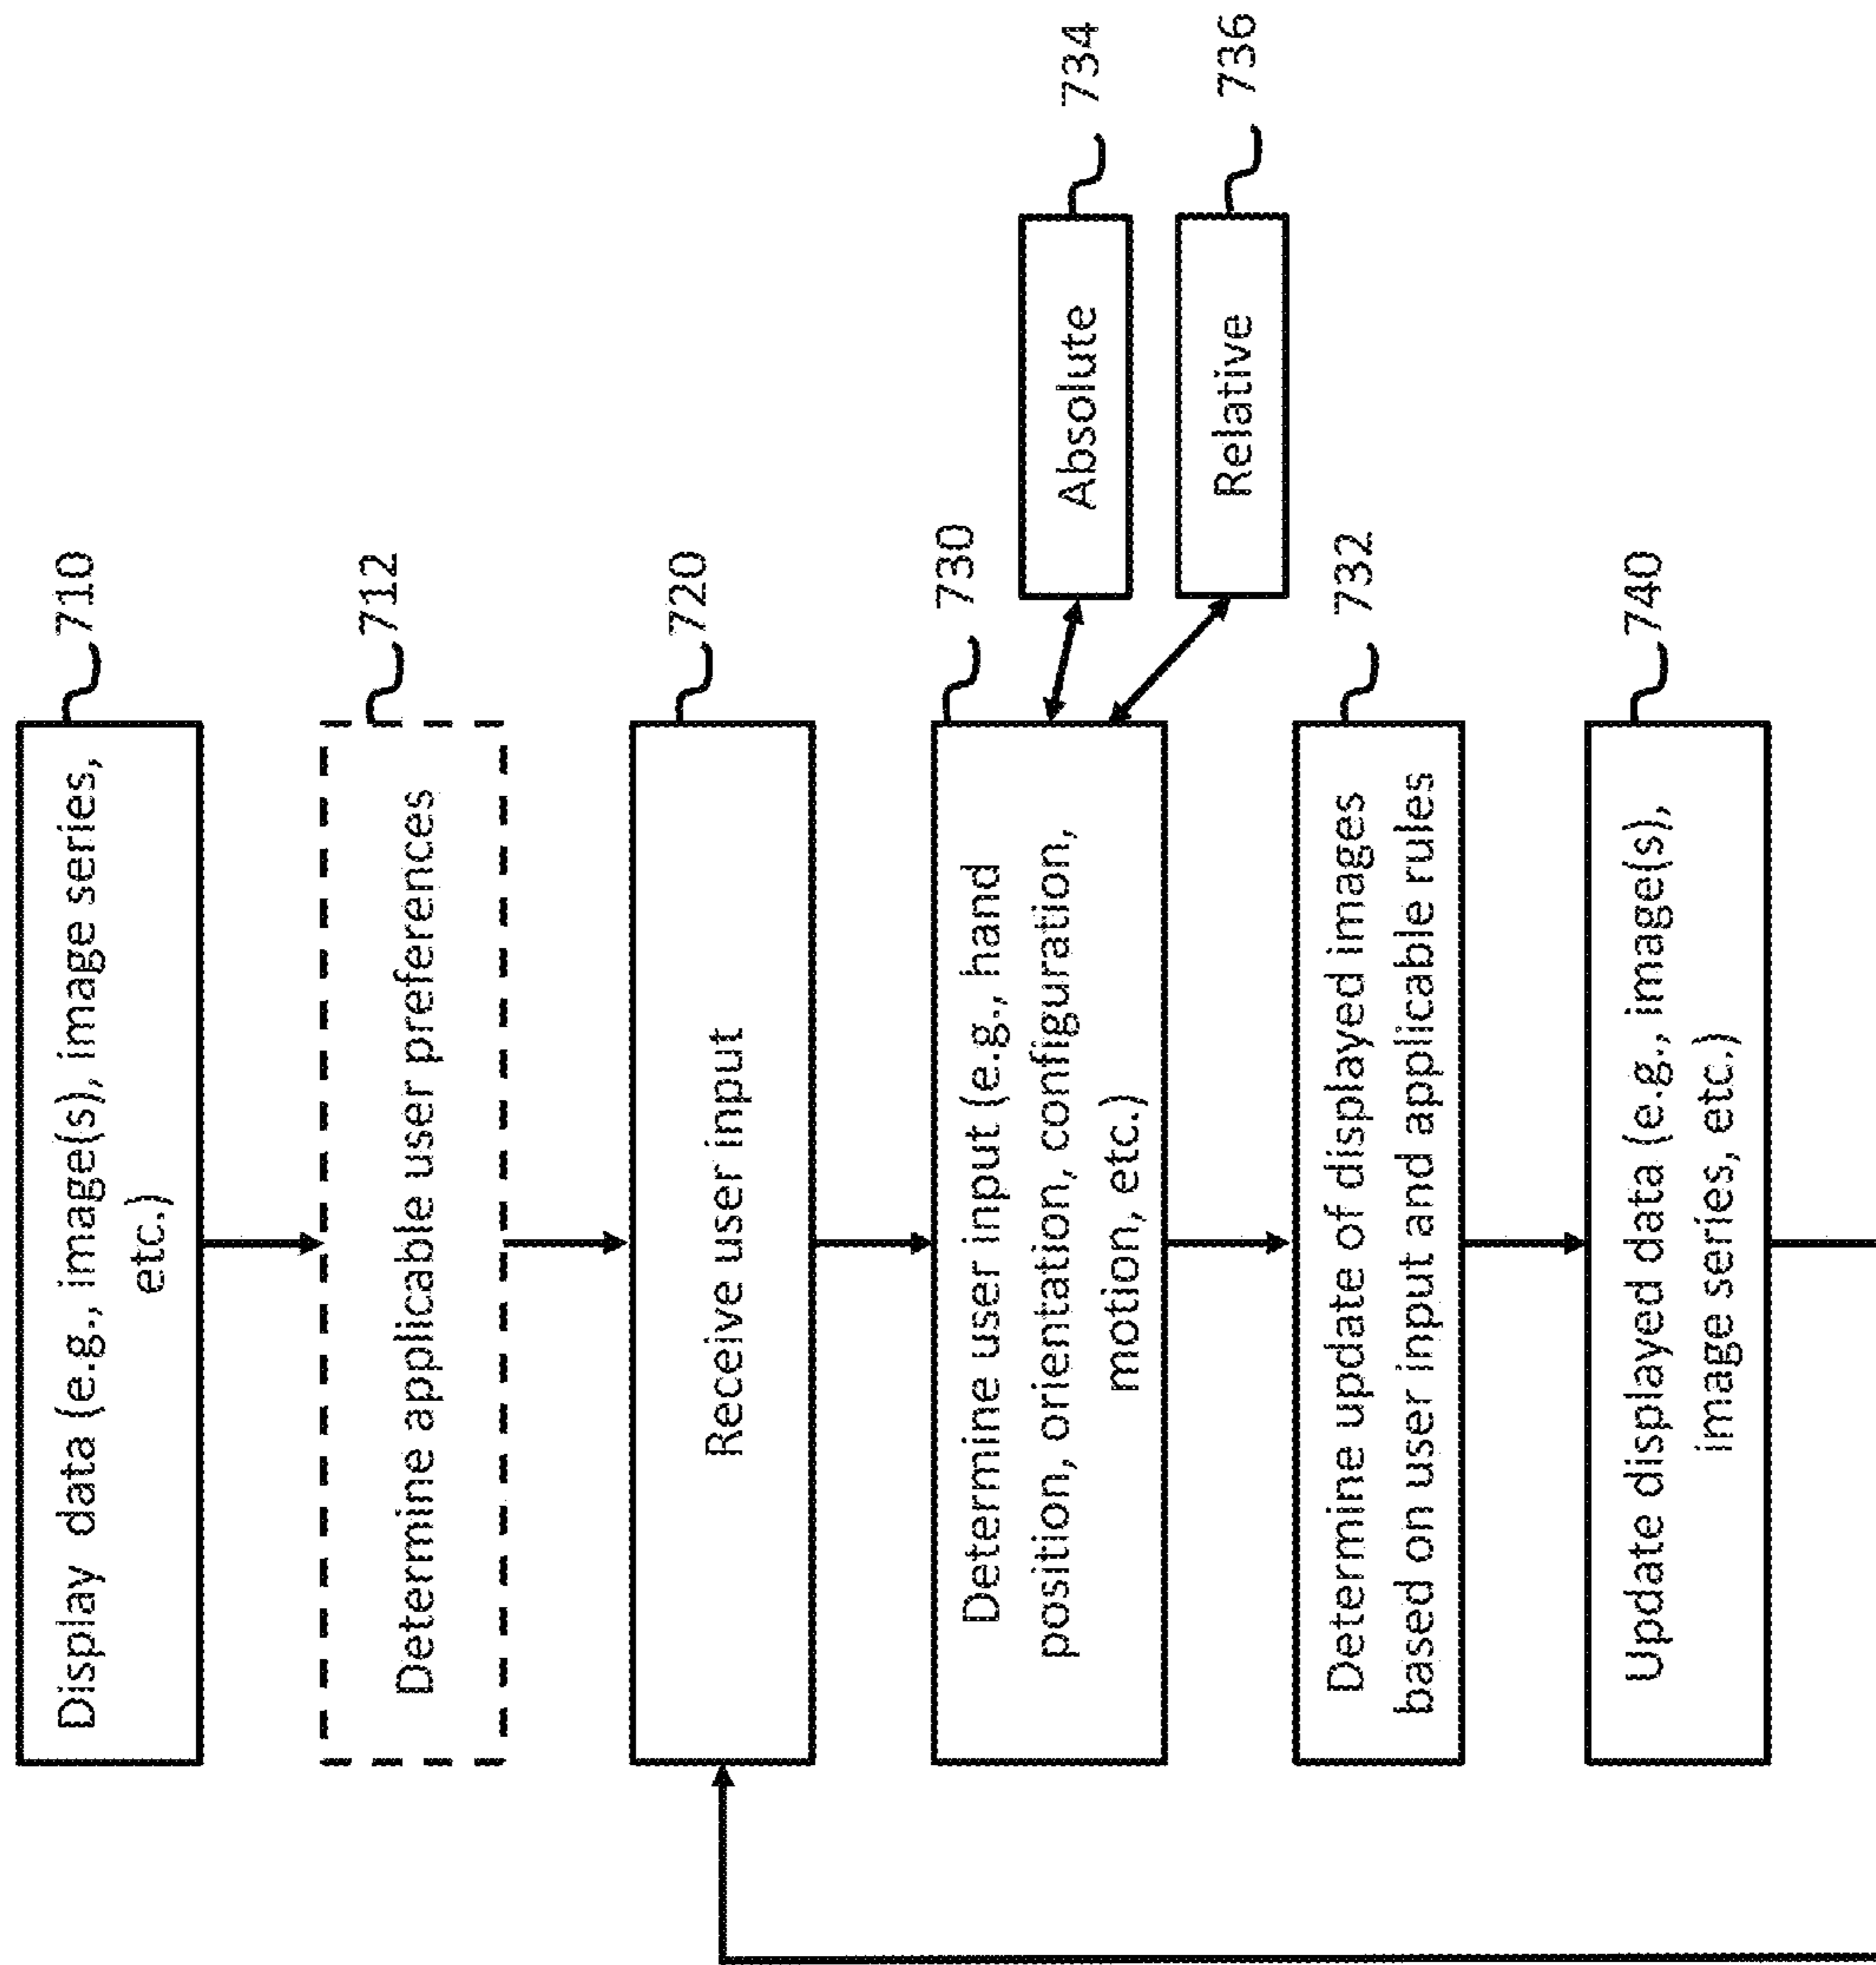 Display data (e.g., image(s), image series,
etc.)
710
Determine applicable user preferences
712
Receive user input
720
Determine user input (e.g., hand
position, orientation, configuration,
motion, etc.)
730
Absolute
734
Relative
736
Determine update of displayed images
based on user input and applicable rules
732
Update displayed data (e.g., image(s),
image series, etc.)
740